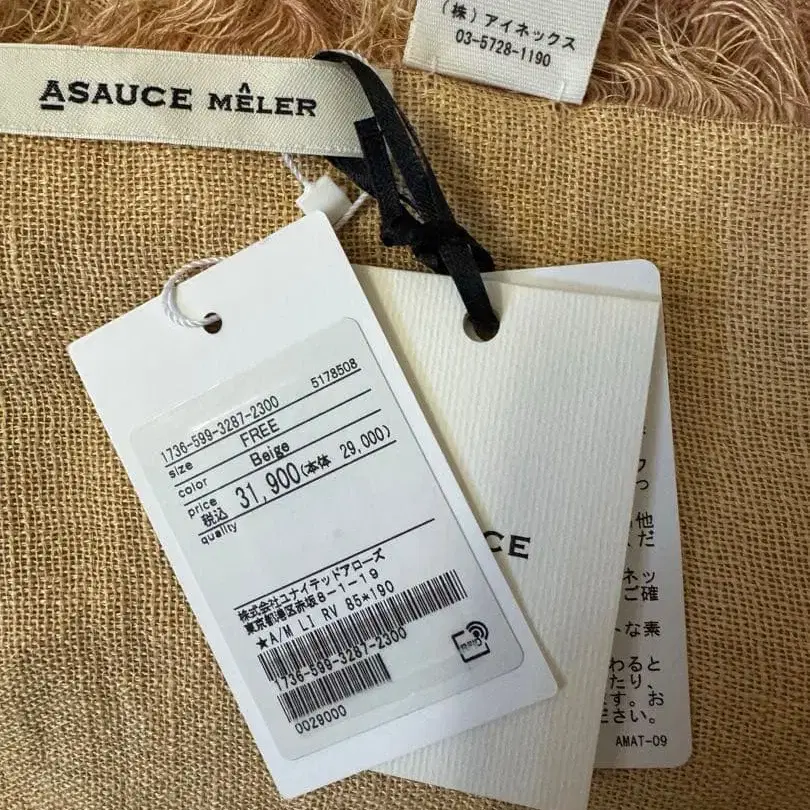 (株)アイネックス
03-5728-1190
ASAUCE MÊLER
1736-599-3287-2300 5178508
size FREE
color Beige
price
税込 31,900(本体 29,000)
quality
株式会社ユナイテッドアローズ
東京都港区赤坂8-1-19
★A/M LI RV 85*190
1736-599-3287-2300
0029000
CE
他
だ
ネッ
ご確
トな素
わると
たり、
す。お
ださい。
AMAT-09